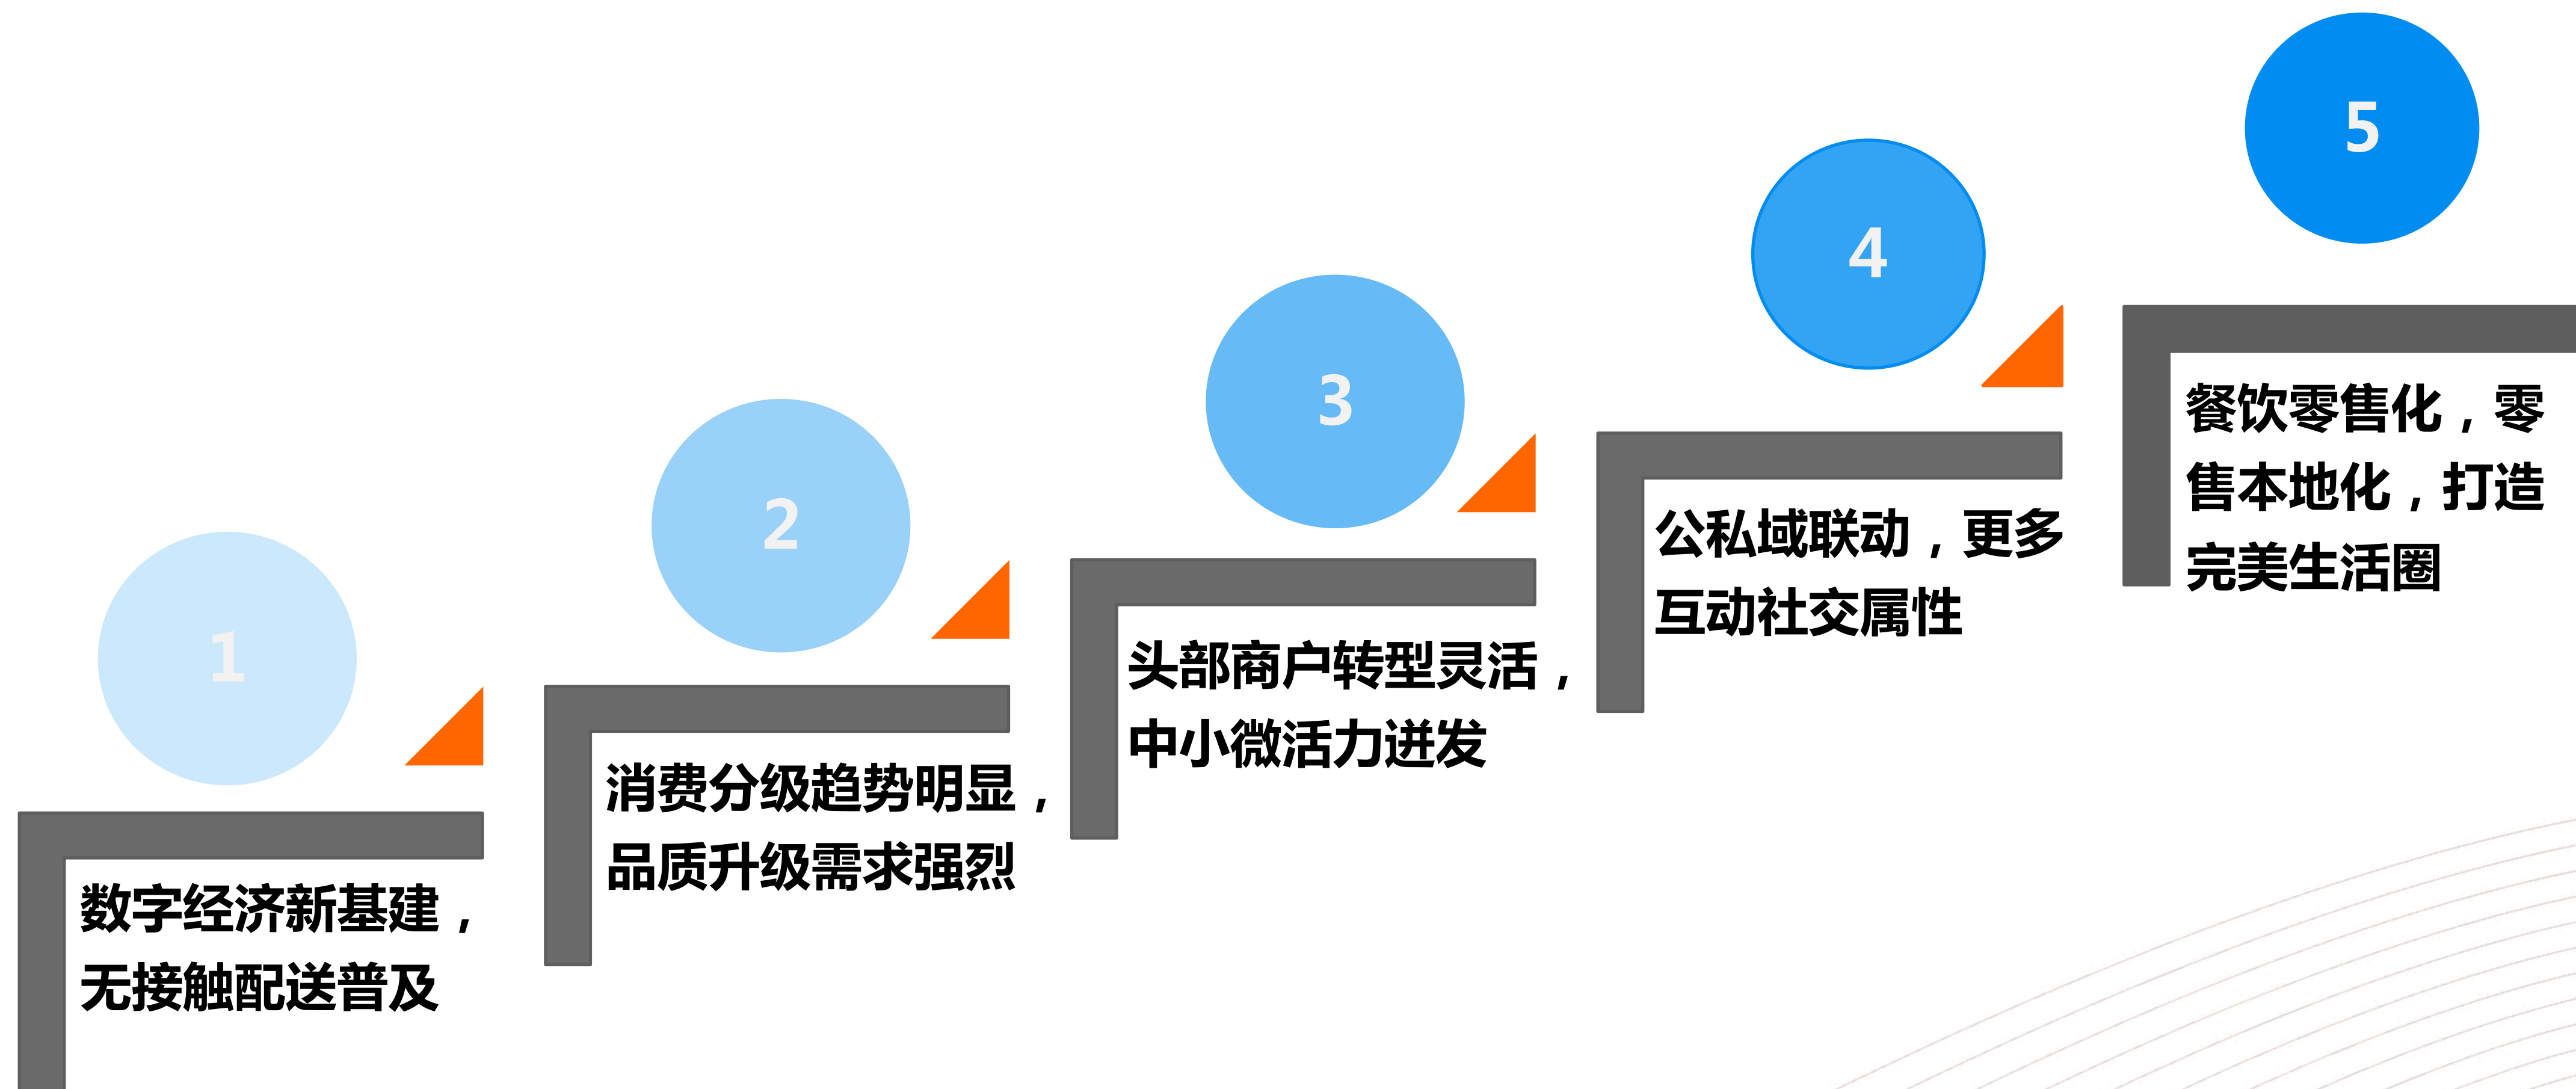 1
数字经济新基建，
无接触配送普及
2
消费分级趋势明显，
品质升级需求强烈
3
头部商户转型灵活，
中小微活力迸发
4
公私域联动，更多
互动社交属性
5
餐饮零售化，零
售本地化，打造
完美生活圈